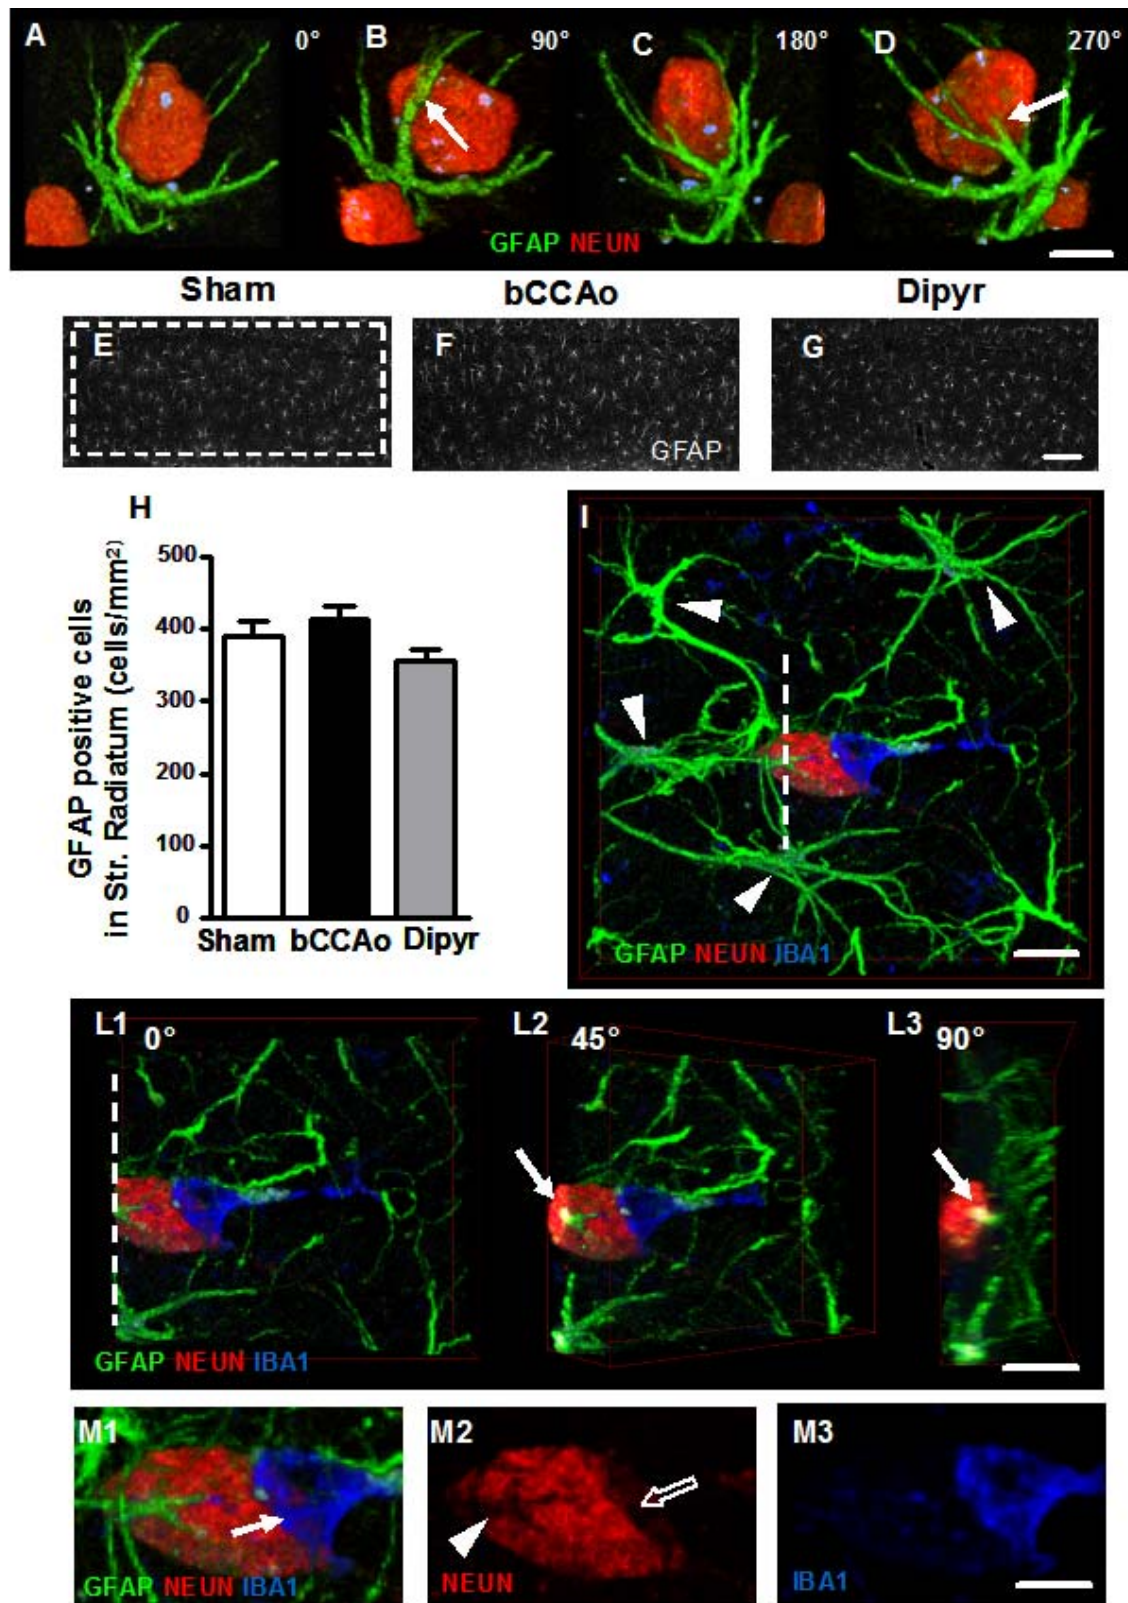 A 0° B 90° C 180° D 270°
GFAP NEUN
Sham bCCAo Dipyr
E F G
GFAP
H
GFAP positive cells
in Str. Radiatum (cells/mm²)
500
400
300
200
100
0
Sham bCCAo Dipyr
I
GFAP NEUN IBA1
L1 0° L2 45° L3 90°
GFAP NEUN IBA1
M1 M2 M3
GFAP NEUN IBA1 NEUN IBA1